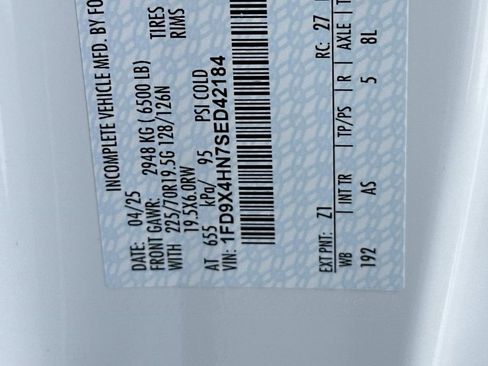 INCOMPLETE VEHICLE MFD. BY FO
DATE: 04/25
FRONT GAWR: 2948 KG ( 6500 LB)
WITH 225/70R19.5G 128/126N TIRES
19.5X6.0RW RIMS
AT 655 kPa/ 95 PSI COLD
VIN: 1FD9X4HN7SED42184
EXT PNT: Z1 RC: 27
WB INT TR TP/PS R AXLE
192 AS 5 8L